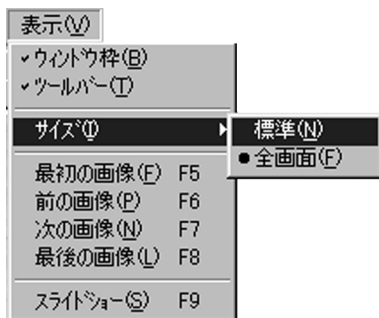 表示(V)
ウィンドウ枠(B)
ツールバー(T)
サイズ(I)
標準(N)
全画面(F)
最初の画像(F) F5
前の画像(P) F6
次の画像(N) F7
最後の画像(L) F8
スライドショー(S) F9